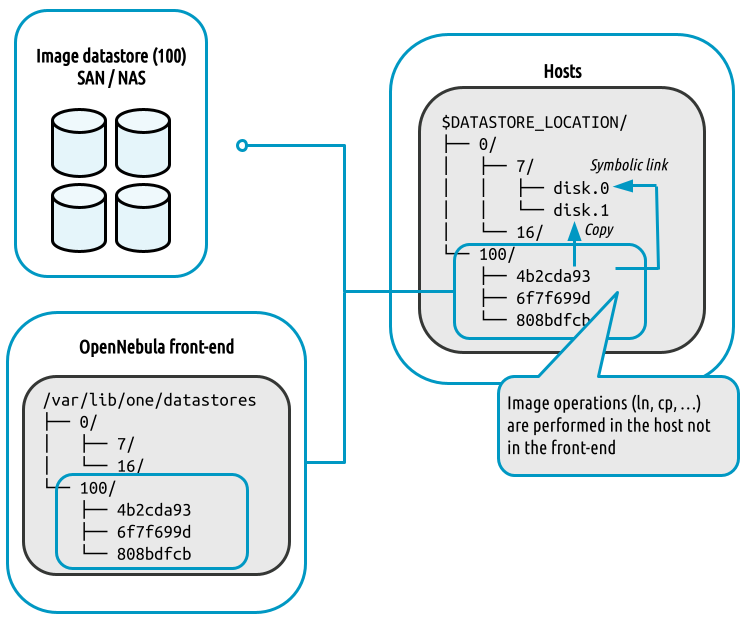 Image datastore (100)
SAN / NAS
Hosts
$DATASTORE_LOCATION/
├── 0/
│   ├── 7/
Symbolic link
│   │   ├── disk.0
│   │   └── disk.1
Copy
│   └── 16/
└── 100/
├── 4b2cda93
├── 6f7f699d
└── 808bdfcb
Image operations (ln, cp, ...)
are performed in the host not
in the front-end
OpenNebula front-end
/var/lib/one/datastores
├── 0/
│   ├── 7/
│   └── 16/
└── 100/
├── 4b2cda93
├── 6f7f699d
└── 808bdfcb